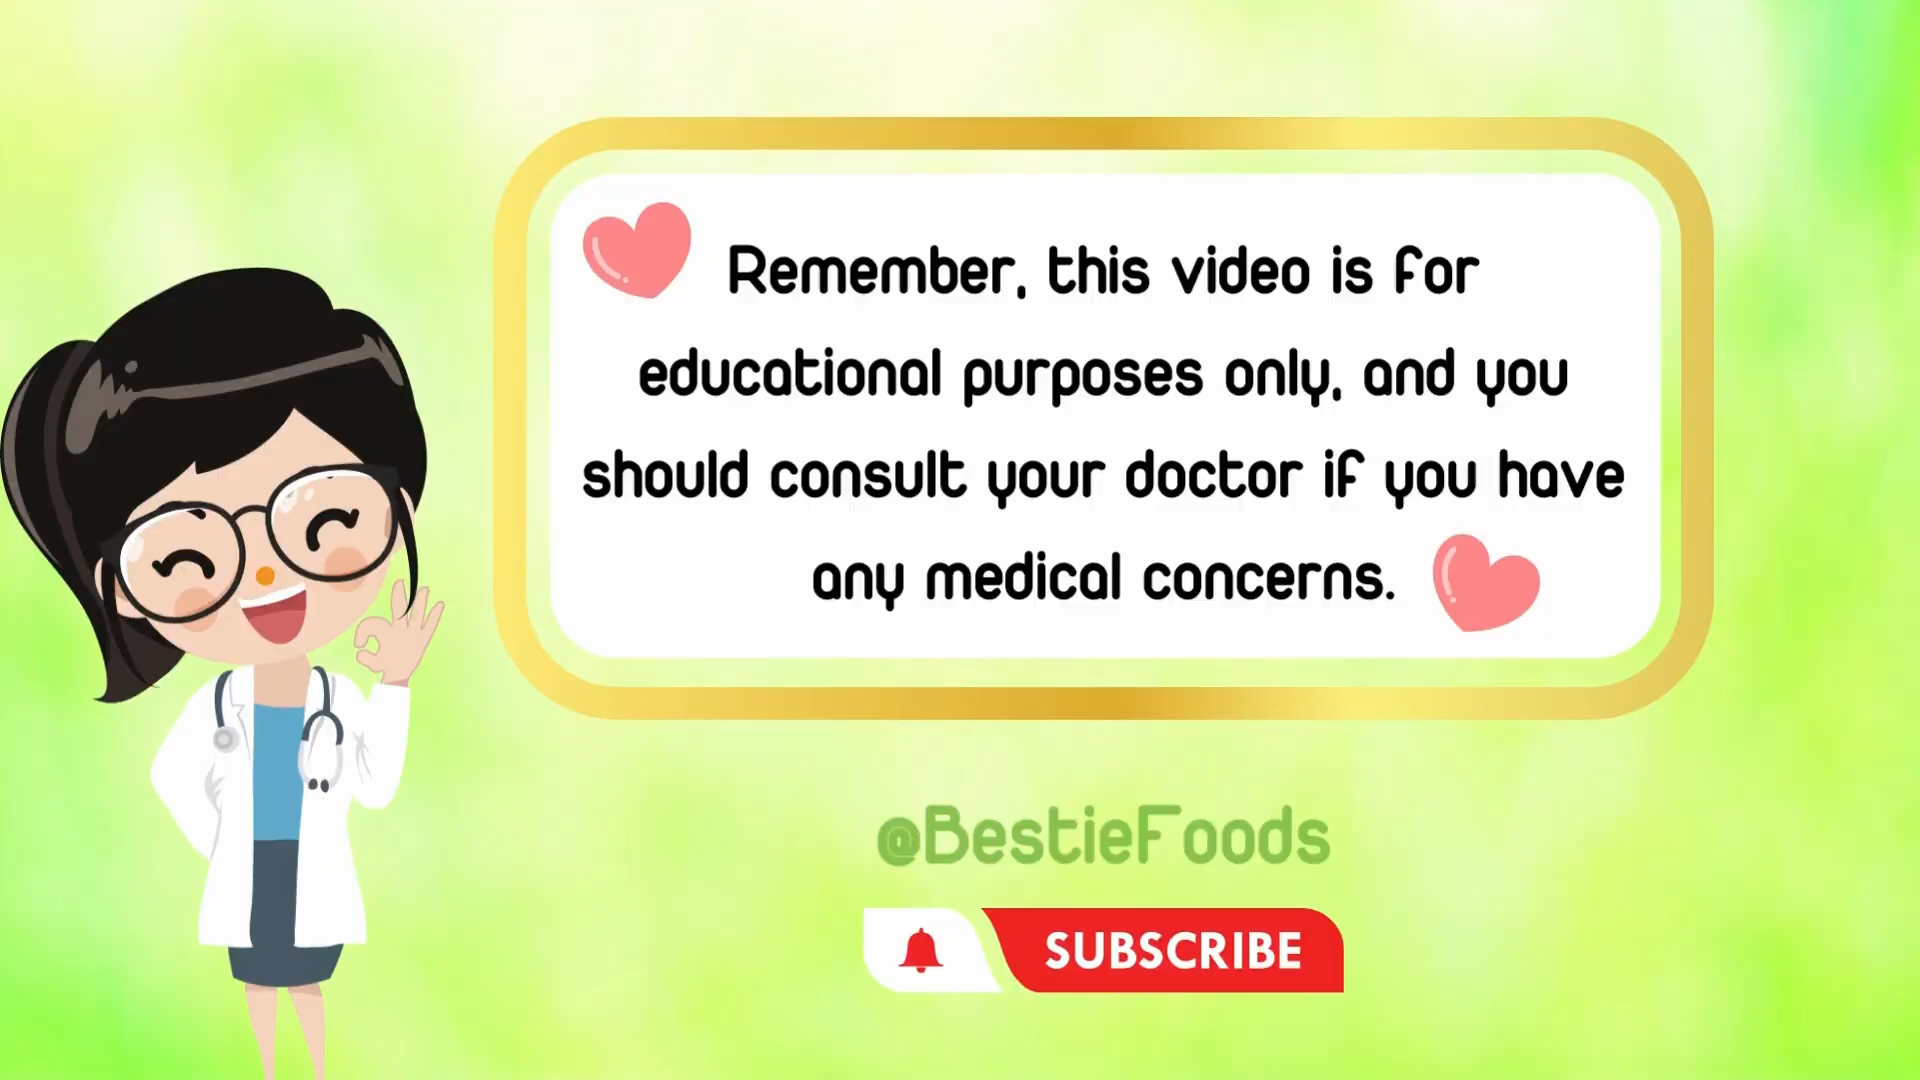 Remember, this video is for
educational purposes only, and you
should consult your doctor if you have
any medical concerns.
@BestieFoods
SUBSCRIBE